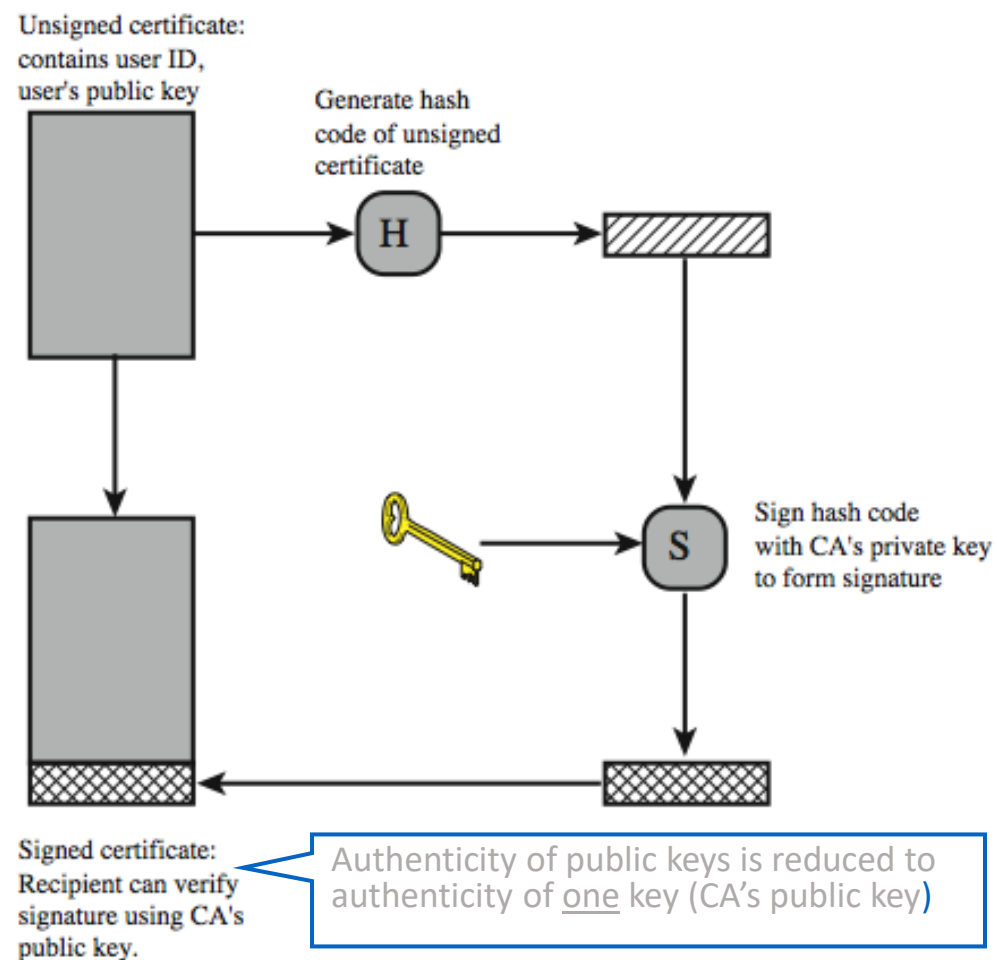 Unsigned certificate:
contains user ID,
user's public key
Generate hash
code of unsigned
certificate
H
S
Sign hash code
with CA's private key
to form signature
Signed certificate:
Recipient can verify
signature using CA's
public key.
Authenticity of public keys is reduced to
authenticity of one key (CA’s public key)